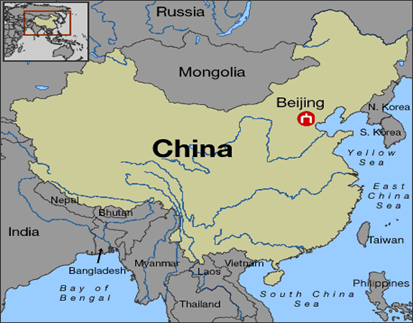 Russia
Mongolia
Beijing
N. Korea
S. Korea
China
Yellow
Sea
East
China
Sea
Nepal
Bhutan
India
Taiwan
Bangladesh
Myanmar
Vietnam
Laos
Bay of
Bengal
Philippines
South China
Sea
Thailand